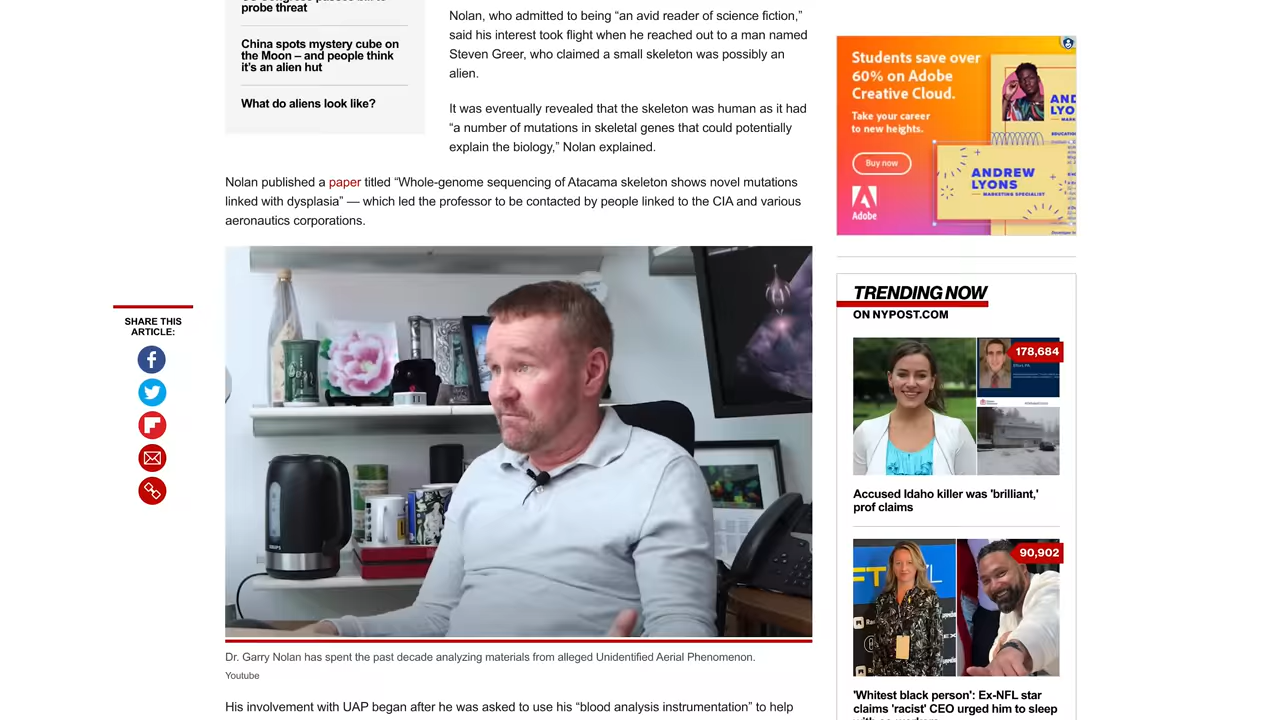 probe threat
China spots mystery cube on
the Moon – and people think
it's an alien hut
What do aliens look like?
Nolan, who admitted to being “an avid reader of science fiction,”
said his interest took flight when he reached out to a man named
Steven Greer, who claimed a small skeleton was possibly an
alien.
It was eventually revealed that the skeleton was human as it had
“a number of mutations in skeletal genes that could potentially
explain the biology,” Nolan explained.
Nolan published a paper titled “Whole-genome sequencing of Atacama skeleton shows novel mutations
linked with dysplasia” — which led the professor to be contacted by people linked to the CIA and various
aeronautics corporations.
SHARE THIS
ARTICLE:
Dr. Garry Nolan has spent the past decade analyzing materials from alleged Unidentified Aerial Phenomenon.
Youtube
His involvement with UAP began after he was asked to use his “blood analysis instrumentation” to help
Students save over
60% on Adobe
Creative Cloud.
Take your career
to new heights.
Buy now
Adobe
ANDREW
LYONS
MARKETING SPECIALIST
TRENDING NOW
ON NYPOST.COM
178,684
Accused Idaho killer was 'brilliant,'
prof claims
90,902
'Whitest black person': Ex-NFL star
claims 'racist' CEO urged him to sleep